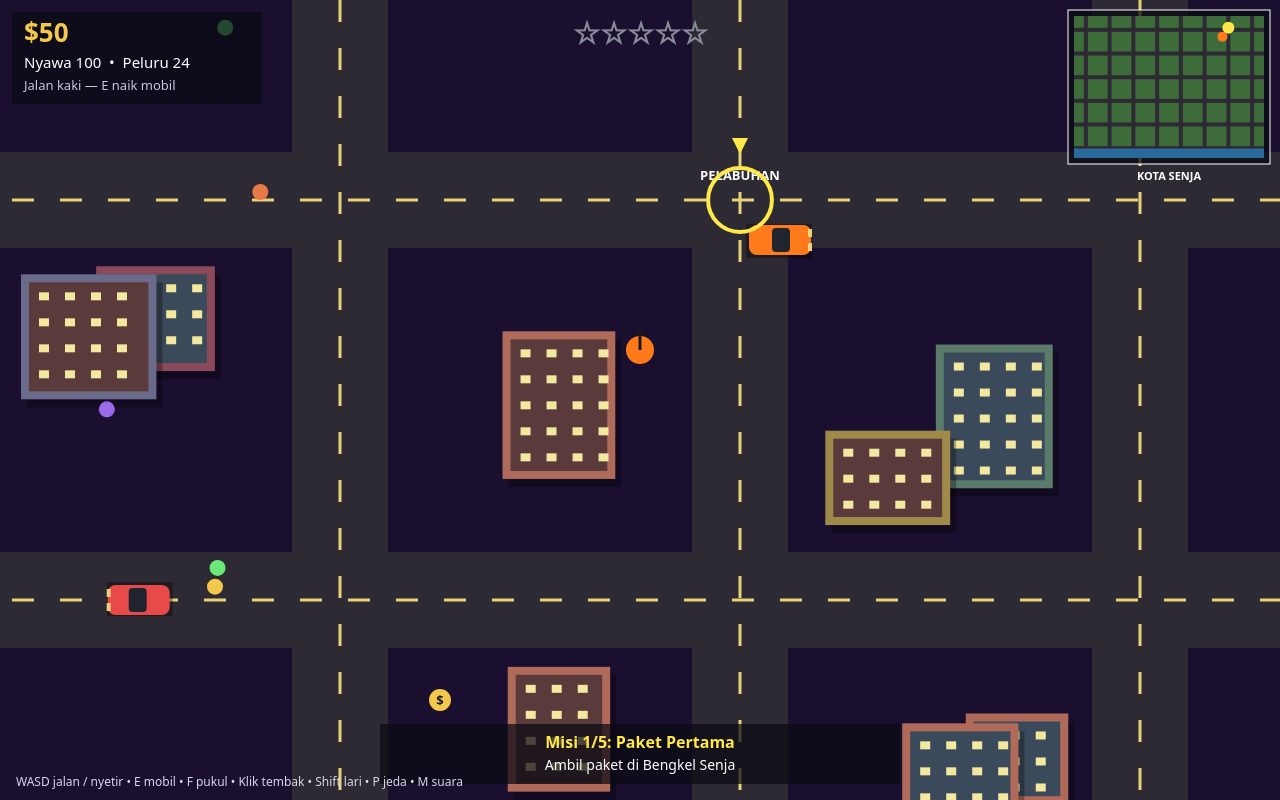 $50
Nyawa 100 • Peluru 24
Jalan kaki — E naik mobil
PELABUHAN
KOTA SENJA
$
Misi 1/5: Paket Pertama
Ambil paket di Bengkel Senja
WASD jalan / nyetir • E mobil • F pukul • Klik tembak • Shift lari • P jeda • M suara